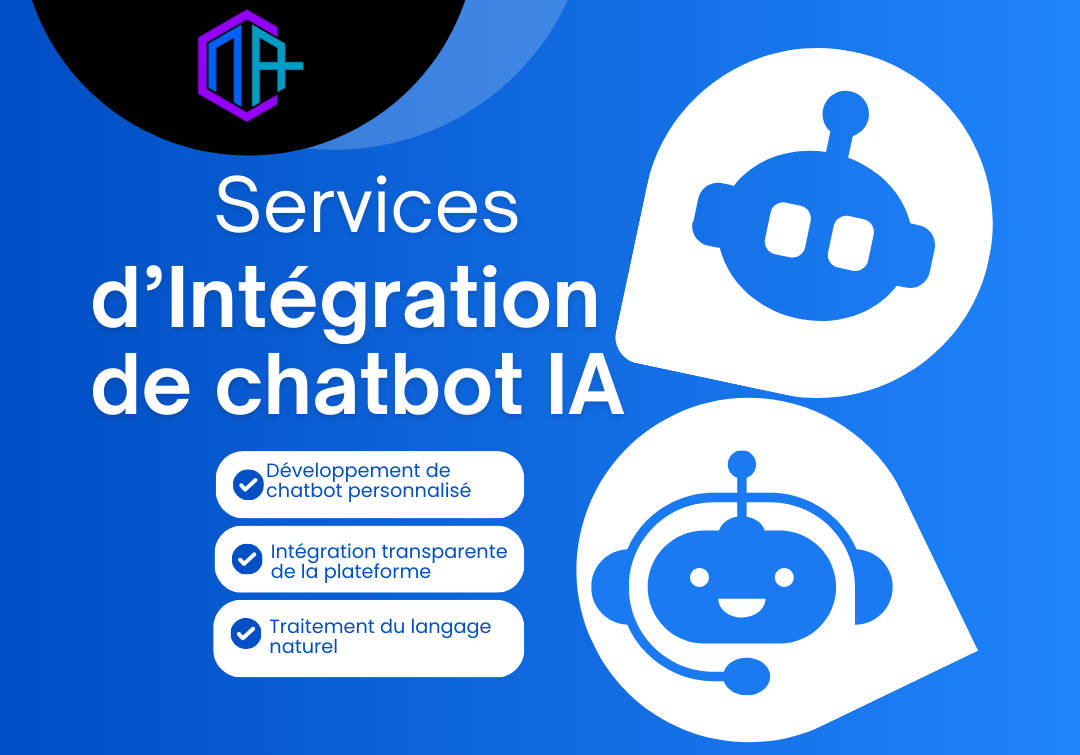 Services
d’Intégration
de chatbot IA
Développement de
chatbot personnalisé
Intégration transparente
de la plateforme
Traitement du langage
naturel